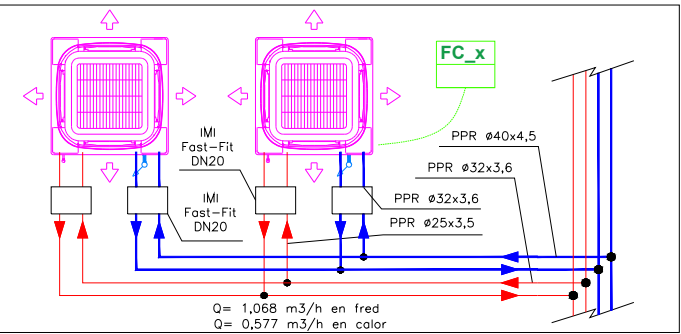 FC_x
IMI
Fast-Fit
DN20
IMI
Fast-Fit
DN20
PPR ø40x4,5
PPR ø32x3,6
PPR ø32x3,6
PPR ø25x3,5
Q= 1,068 m3/h en fred
Q= 0,577 m3/h en calor